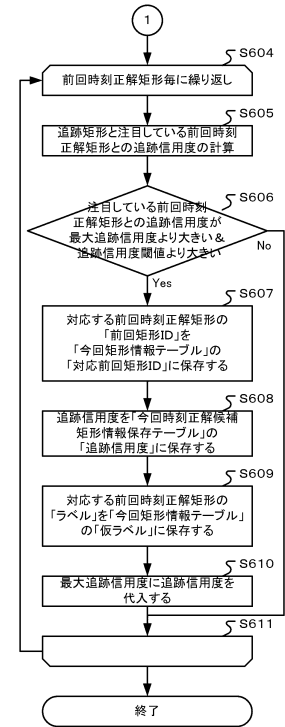 1
S604
前回時刻正解矩形毎に繰り返し
S605
追跡矩形と注目している前回時刻
正解矩形との追跡信用度の計算
S606
注目している前回時刻
正解矩形との追跡信用度が
最大追跡信用度より大きい&
追跡信用度閾値より大きい
No
Yes
S607
対応する前回時刻正解矩形の
「前回矩形ID」を
「今回矩形情報テーブル」の
「対応前回矩形ID」に保存する
S608
追跡信用度を「今回時刻正解候補
矩形情報保存テーブル」の
「追跡信用度」に保存する
S609
対応する前回時刻正解矩形の
「ラベル」を「今回矩形情報テーブル」
の「仮ラベル」に保存する
S610
最大追跡信用度に追跡信用度を
代入する
S611
終了